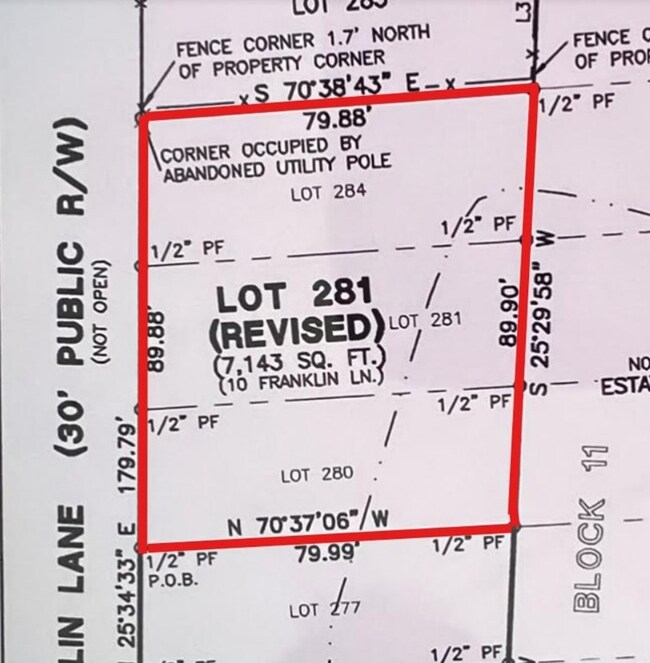 LOT 285
L3
FENCE CORNER 1.7' NORTH
OF PROPERTY CORNER
FENCE C
OF PROP
x S 70°38'43" E - x
79.88'
1/2" PF
CORNER OCCUPIED BY
ABANDONED UTILITY POLE
LOT 284
1/2" PF
1/2" PF
LOT 281
(REVISED)
(7,143 SQ. FT.)
(10 FRANKLIN LN.)
LOT 281
89.88'
89.90'
S 25°29'58" W
NO
ESTA
1/2" PF
1/2" PF
LOT 280
BLOCK 11
N 70°37'06" W
79.99'
1/2" PF
P.O.B.
1/2" PF
LOT 277
1/2" PF
LIN LANE (30' PUBLIC R/W)
(NOT OPEN)
25°34'33" E 179.79'